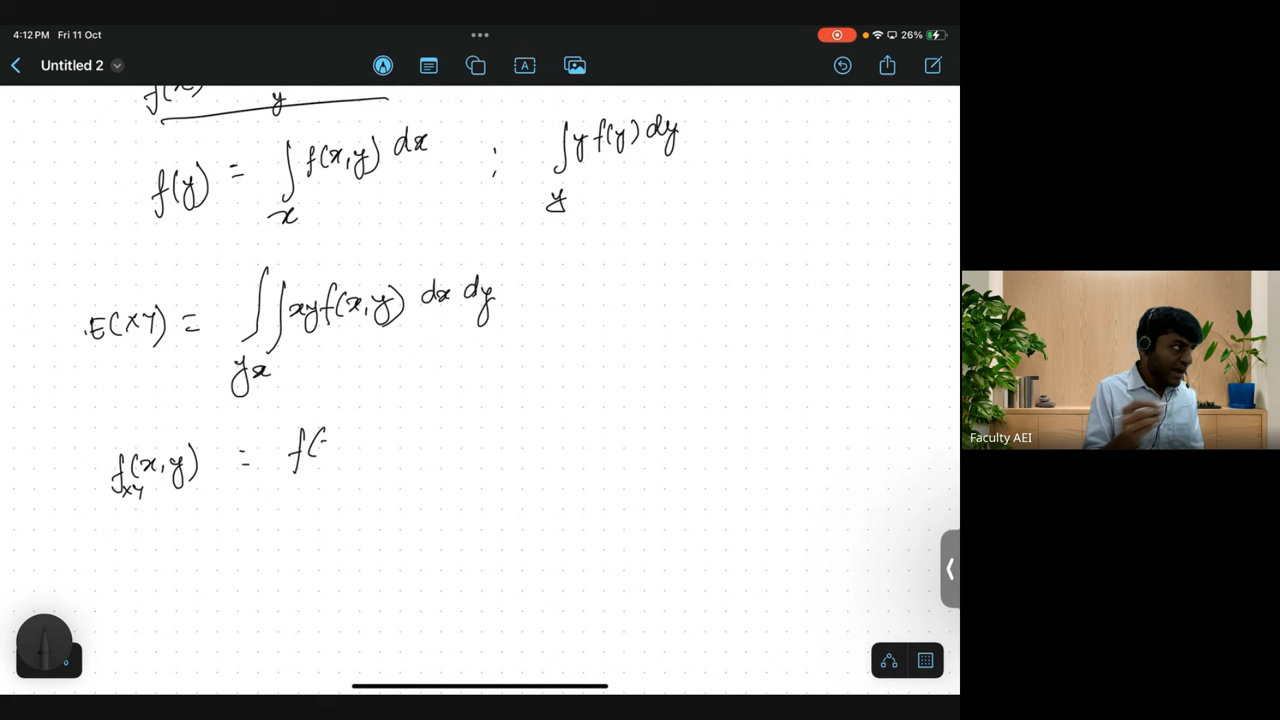 4:12 PM Fri 11 Oct
26%
Untitled 2
A
f(x) y
f(y) = ∫x f(x,y) dx ; ∫y y f(y) dy
E(XY) = ∫y ∫x xy f(x,y) dx dy
fXY(x,y) = f(
Faculty AEI